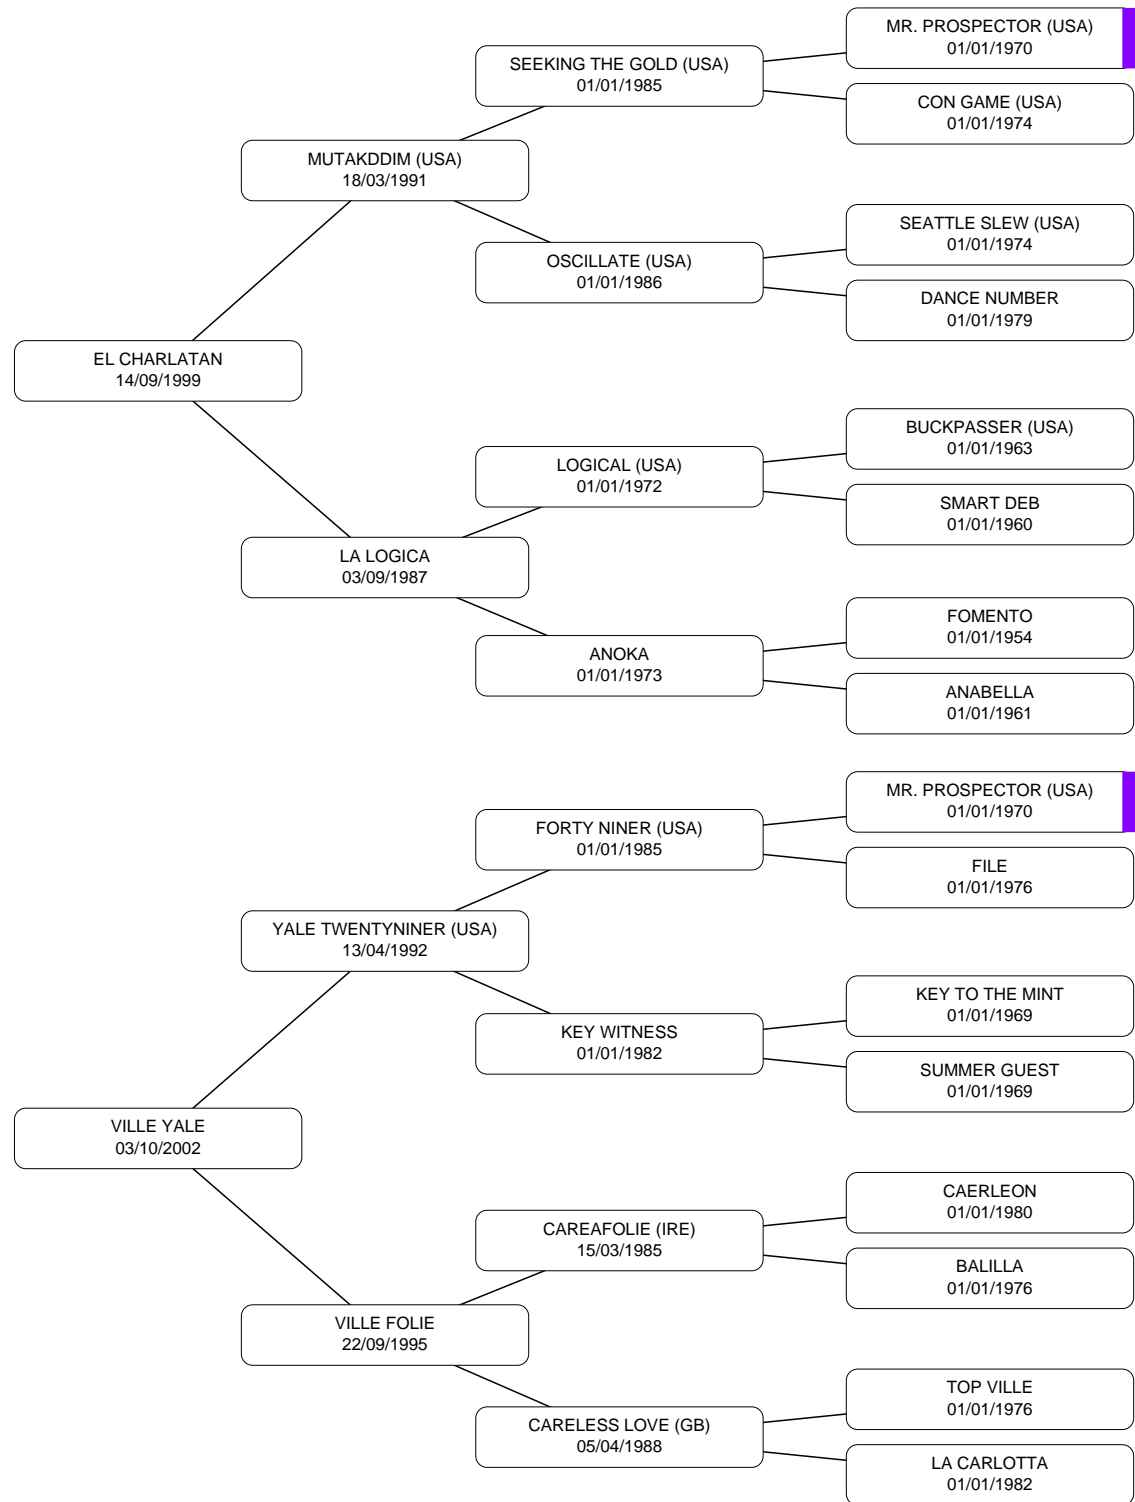 MR. PROSPECTOR (USA)
01/01/1970
SEEKING THE GOLD (USA)
01/01/1985
CON GAME (USA)
01/01/1974
MUTAKDDIM (USA)
18/03/1991
SEATTLE SLEW (USA)
01/01/1974
OSCILLATE (USA)
01/01/1986
DANCE NUMBER
01/01/1979
EL CHARLATAN
14/09/1999
BUCKPASSER (USA)
01/01/1963
LOGICAL (USA)
01/01/1972
SMART DEB
01/01/1960
LA LOGICA
03/09/1987
FOMENTO
01/01/1954
ANOKA
01/01/1973
ANABELLA
01/01/1961
MR. PROSPECTOR (USA)
01/01/1970
FORTY NINER (USA)
01/01/1985
FILE
01/01/1976
YALE TWENTYNINER (USA)
13/04/1992
KEY TO THE MINT
01/01/1969
KEY WITNESS
01/01/1982
SUMMER GUEST
01/01/1969
VILLE YALE
03/10/2002
CAERLEON
01/01/1980
CAREAFOLIE (IRE)
15/03/1985
BALILLA
01/01/1976
VILLE FOLIE
22/09/1995
TOP VILLE
01/01/1976
CARELESS LOVE (GB)
05/04/1988
LA CARLOTTA
01/01/1982